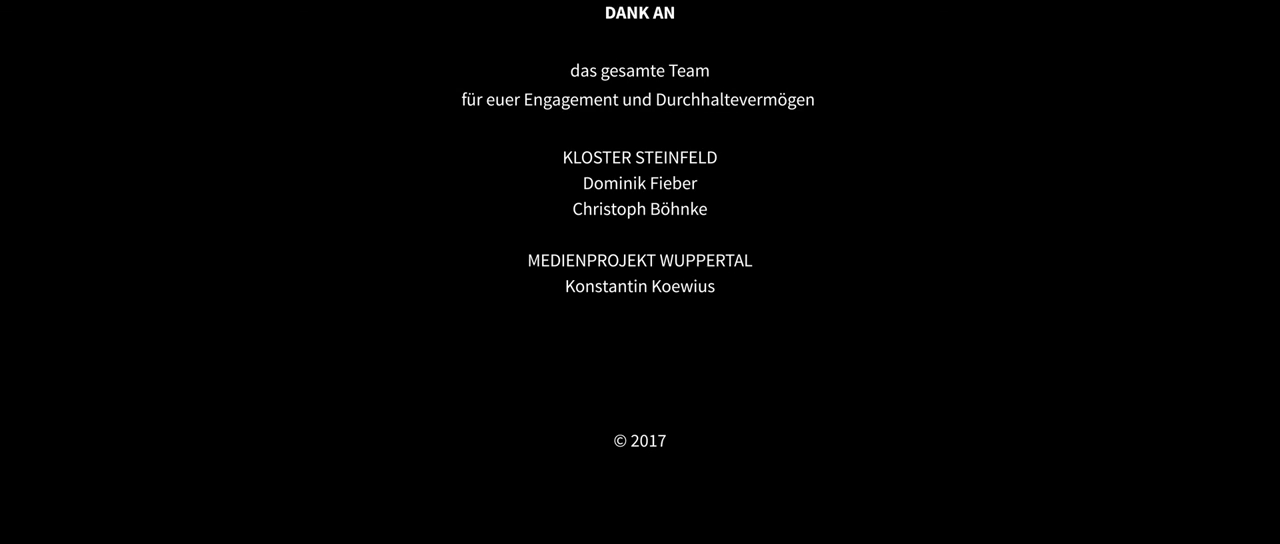 DANK AN
das gesamte Team
für euer Engagement und Durchhaltevermögen
KLOSTER STEINFELD
Dominik Fieber
Christoph Böhnke
MEDIENPROJEKT WUPPERTAL
Konstantin Koewius
© 2017